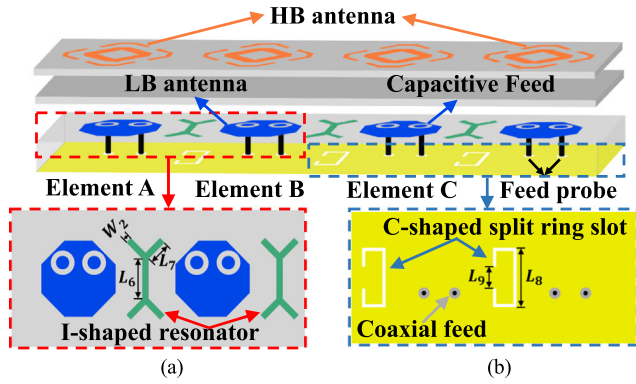 HB antenna
LB antenna
Capacitive Feed
Element A
Element B
Element C
Feed probe
W2
L7
L6
I-shaped resonator
C-shaped split ring slot
L9
L8
Coaxial feed
(a)
(b)